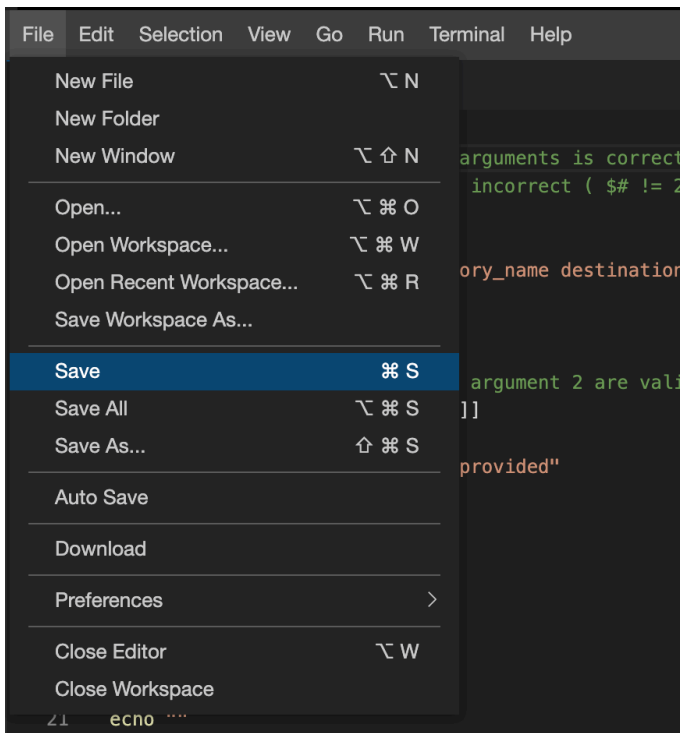 File Edit Selection View Go Run Terminal Help
New File ⌥ N
New Folder
New Window ⌥ ⇧ N
arguments is correct
incorrect ( $# != 2
Open... ⌥ ⌘ O
Open Workspace... ⌥ ⌘ W
ory_name destination
Open Recent Workspace... ⌥ ⌘ R
Save Workspace As...
Save ⌘ S
argument 2 are vali
Save All ⌥ ⌘ S
]]
Save As... ⇧ ⌘ S
provided"
Auto Save
Download
Preferences >
Close Editor ⌥ W
Close Workspace
21 echo ""